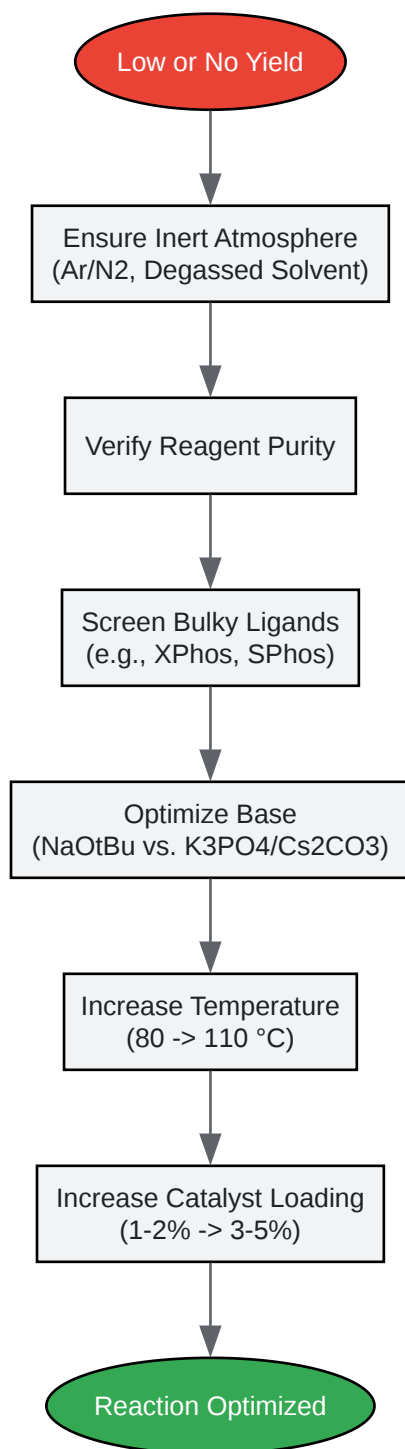 Low or No Yield
Ensure Inert Atmosphere
(Ar/N2, Degassed Solvent)
Verify Reagent Purity
Screen Bulky Ligands
(e.g., XPhos, SPhos)
Optimize Base
(NaOtBu vs. K3PO4/Cs2CO3)
Increase Temperature
(80 -> 110 °C)
Increase Catalyst Loading
(1-2% -> 3-5%)
Reaction Optimized